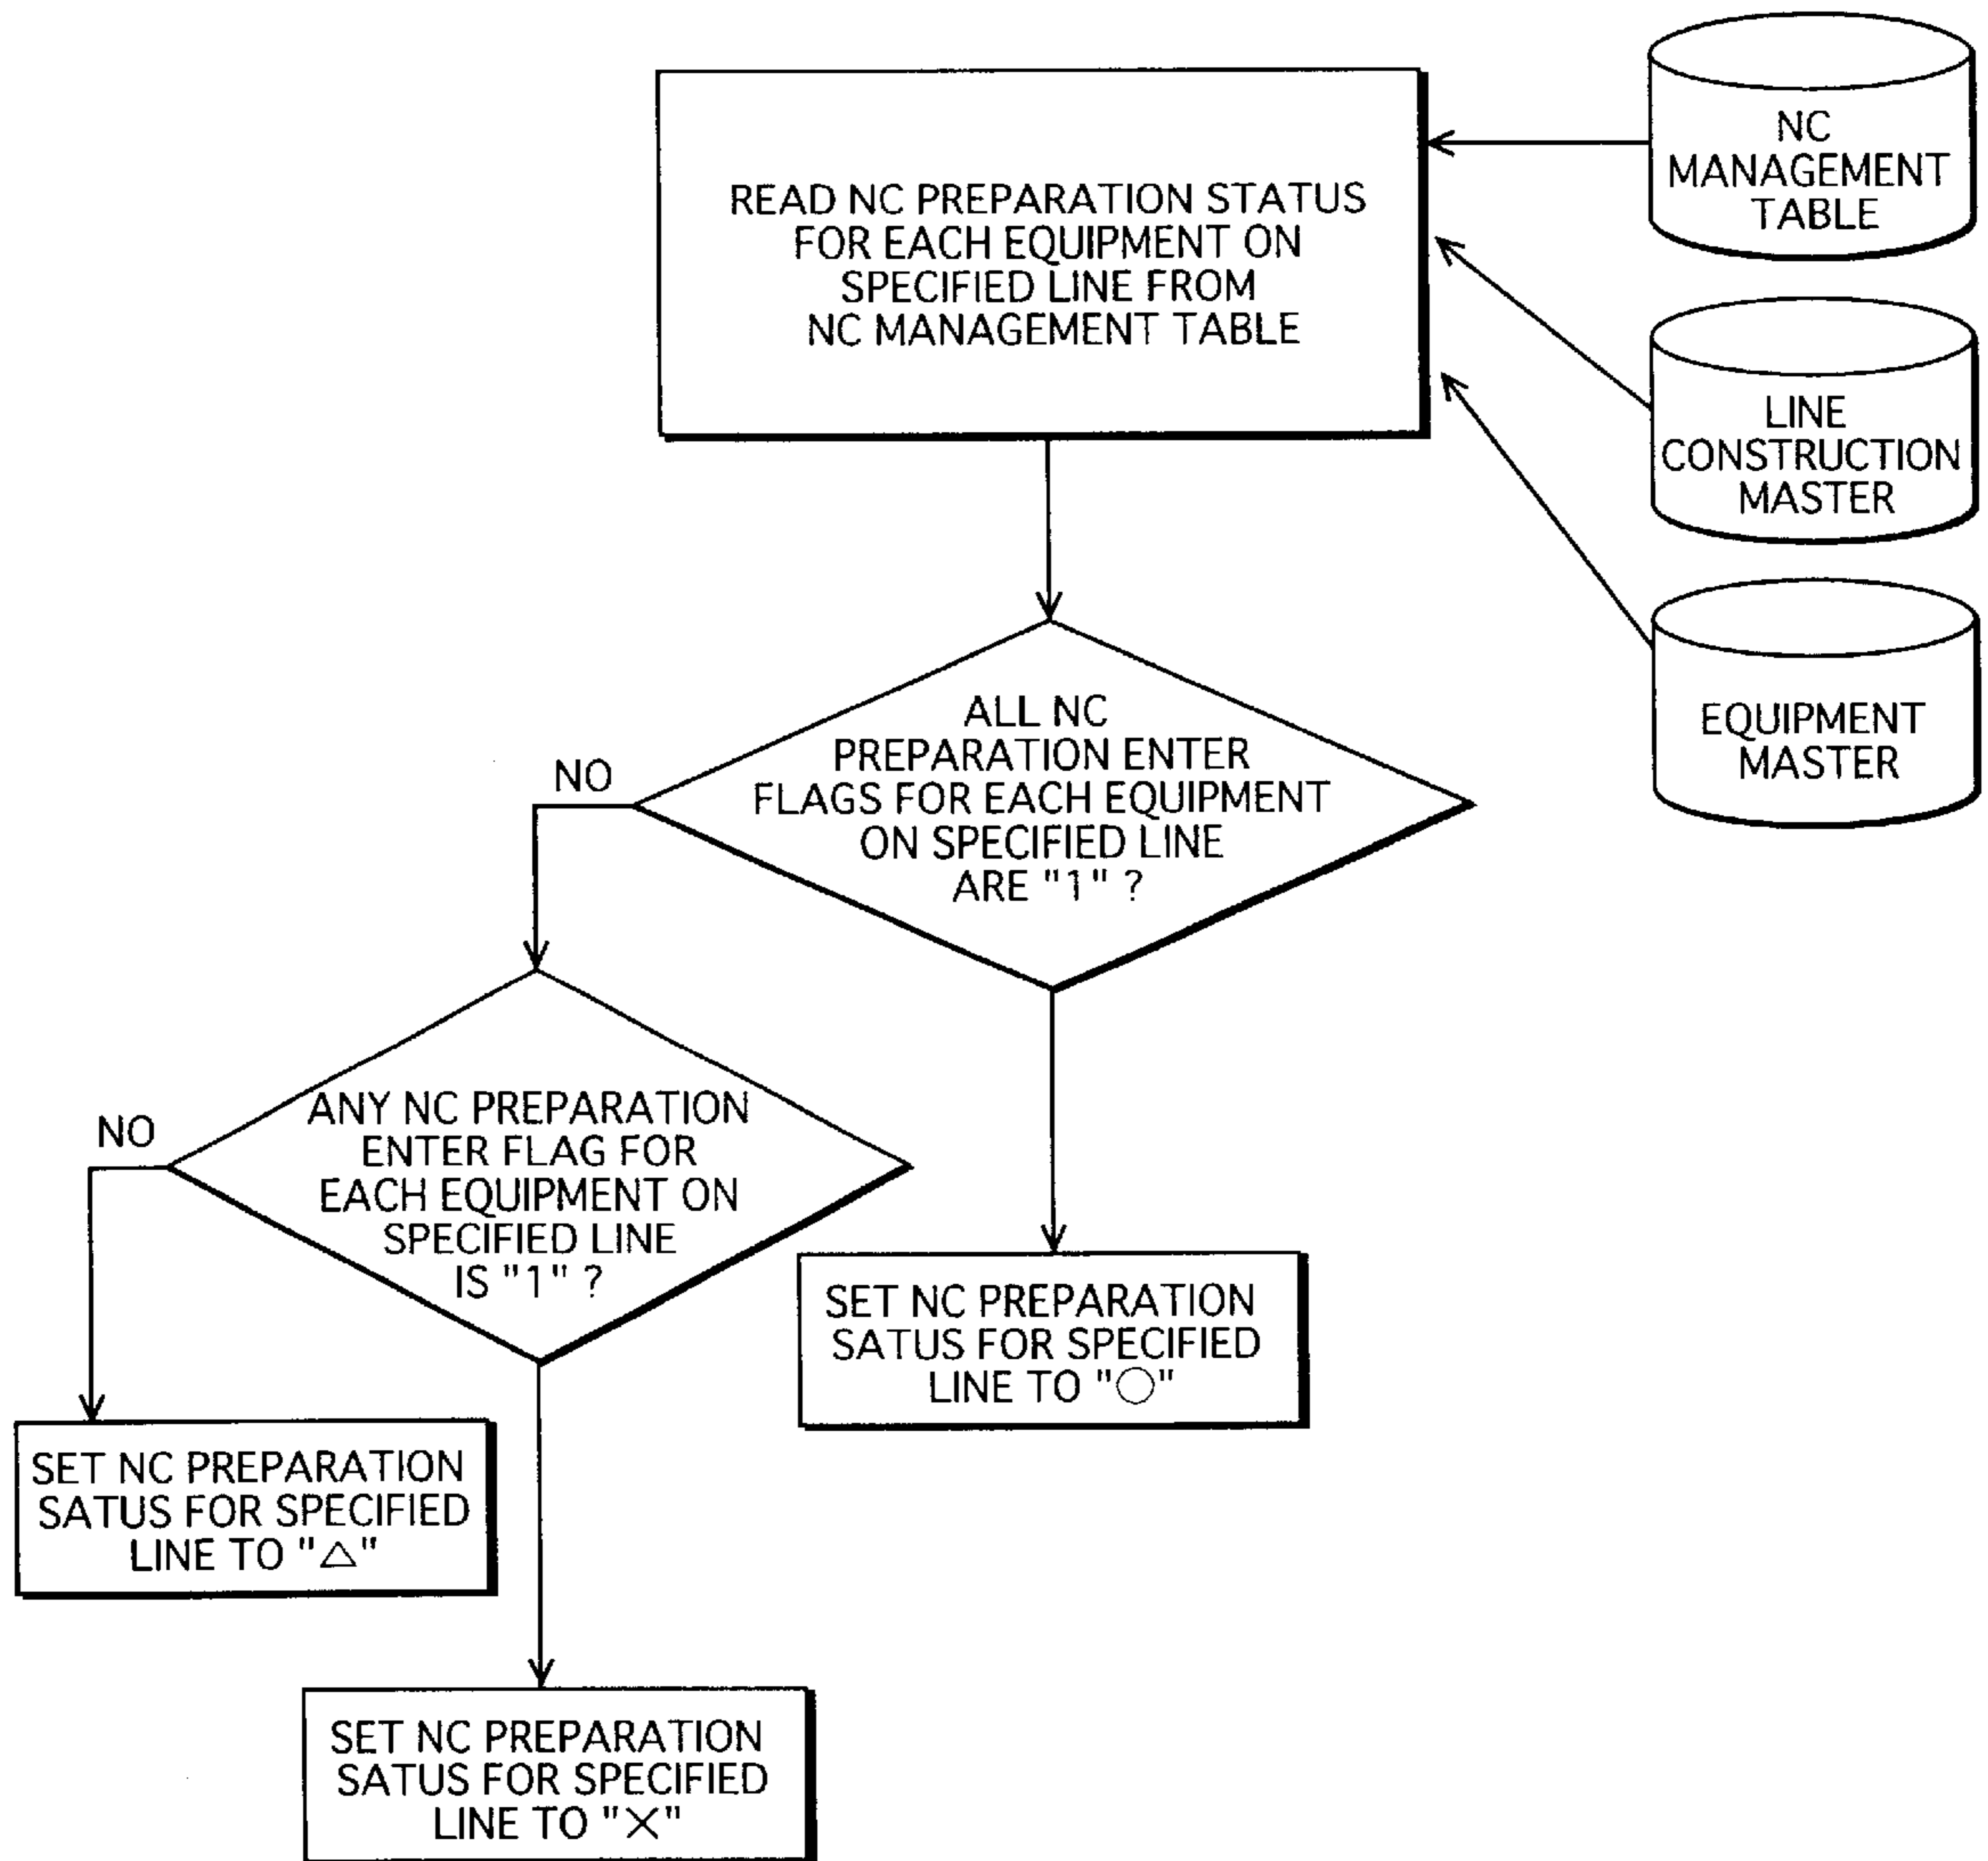 READ NC PREPARATION STATUS
FOR EACH EQUIPMENT ON
SPECIFIED LINE FROM
NC MANAGEMENT TABLE
NC
MANAGEMENT
TABLE
LINE
CONSTRUCTION
MASTER
EQUIPMENT
MASTER
ALL NC
PREPARATION ENTER
FLAGS FOR EACH EQUIPMENT
ON SPECIFIED LINE
ARE "1" ?
NO
ANY NC PREPARATION
ENTER FLAG FOR
EACH EQUIPMENT ON
SPECIFIED LINE
IS "1" ?
NO
SET NC PREPARATION
SATUS FOR SPECIFIED
LINE TO "○"
SET NC PREPARATION
SATUS FOR SPECIFIED
LINE TO "△"
SET NC PREPARATION
SATUS FOR SPECIFIED
LINE TO "×"